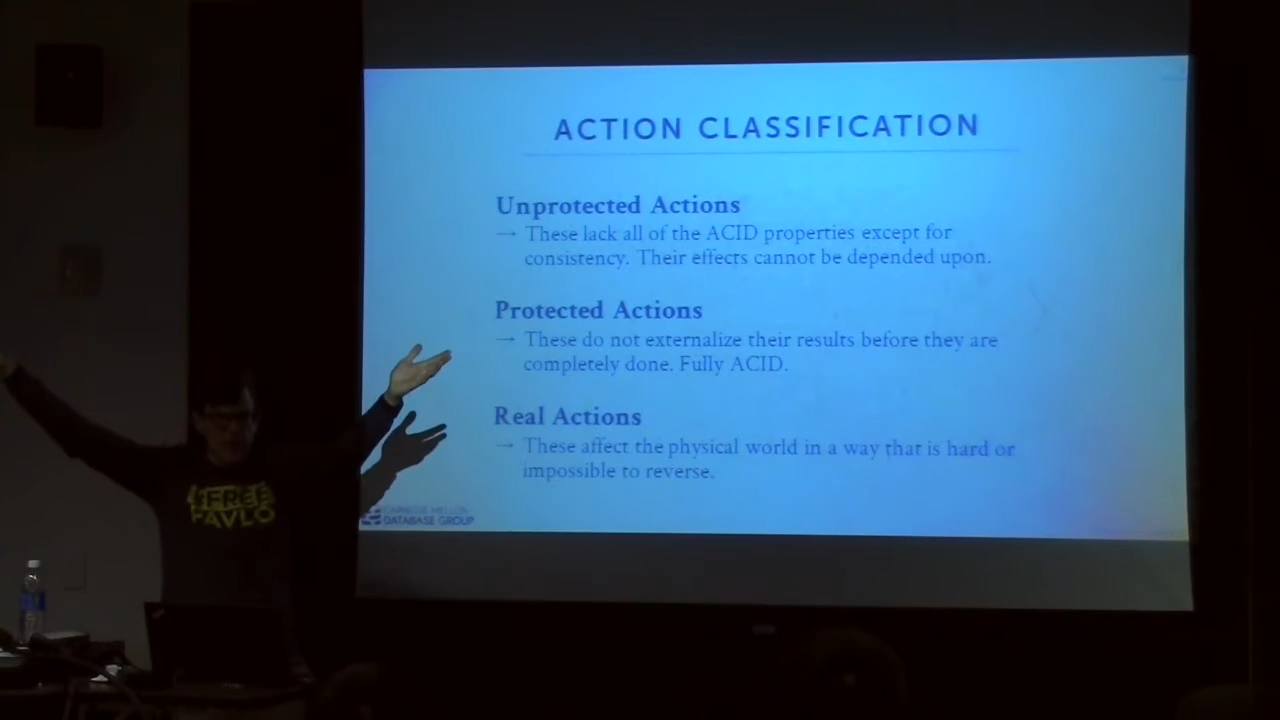 ACTION CLASSIFICATION
Unprotected Actions
→ These lack all of the ACID properties except for
consistency. Their effects cannot be depended upon.
Protected Actions
→ These do not externalize their results before they are
completely done. Fully ACID.
Real Actions
→ These affect the physical world in a way that is hard or
impossible to reverse.
#FREE
PAVLO
CARNEGIE MELLON
DATABASE GROUP